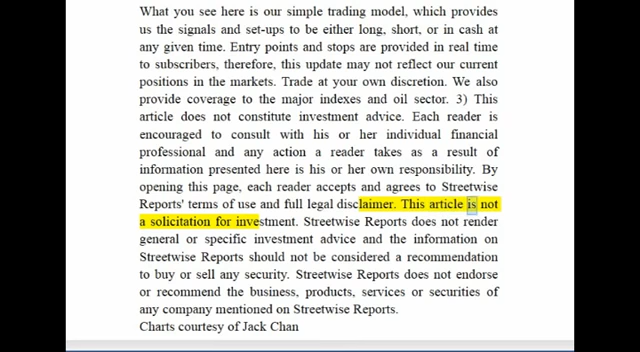 What you see here is our simple trading model, which provides
us the signals and set-ups to be either long, short, or in cash at
any given time. Entry points and stops are provided in real time
to subscribers, therefore, this update may not reflect our current
positions in the markets. Trade at your own discretion. We also
provide coverage to the major indexes and oil sector. 3) This
article does not constitute investment advice. Each reader is
encouraged to consult with his or her individual financial
professional and any action a reader takes as a result of
information presented here is his or her own responsibility. By
opening this page, each reader accepts and agrees to Streetwise
Reports' terms of use and full legal disclaimer. This article is not
a solicitation for investment. Streetwise Reports does not render
general or specific investment advice and the information on
Streetwise Reports should not be considered a recommendation
to buy or sell any security. Streetwise Reports does not endorse
or recommend the business, products, services or securities of
any company mentioned on Streetwise Reports.
Charts courtesy of Jack Chan